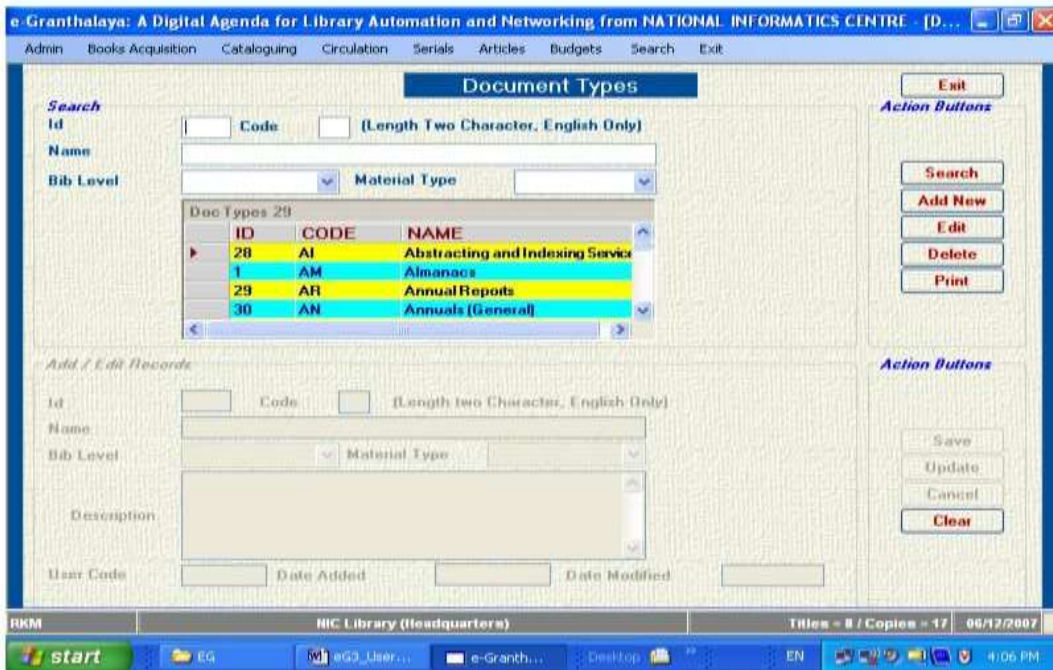 e-Granthalaya: A Digital Agenda for Library Automation and Networking from NATIONAL INFORMATICS CENTRE - [D...
Admin Books Acquisition Cataloguing Circulation Serials Articles Budgets Search Exit
Document Types
Exit
Search
Action Buttons
Id Code (Length Two Character, English Only)
Name
Bib Level Material Type
Search
Add New
Edit
Delete
Print
Doc Types 29
ID CODE NAME
28 AI Abstracting and Indexing Service
1 AM Almanacs
29 AR Annual Reports
30 AN Annuals (General)
Add / Edit Records
Action Buttons
Id Code (Length two Character, English Only)
Name
Bib Level Material Type
Description
Save
Update
Cancel
Clear
User Code Date Added Date Modified
RKM NIC Library (Headquarters) Titles = 8 / Copies = 17 06/12/2007
start EG eG3_User... e-Granth... Desktop EN 4:06 PM